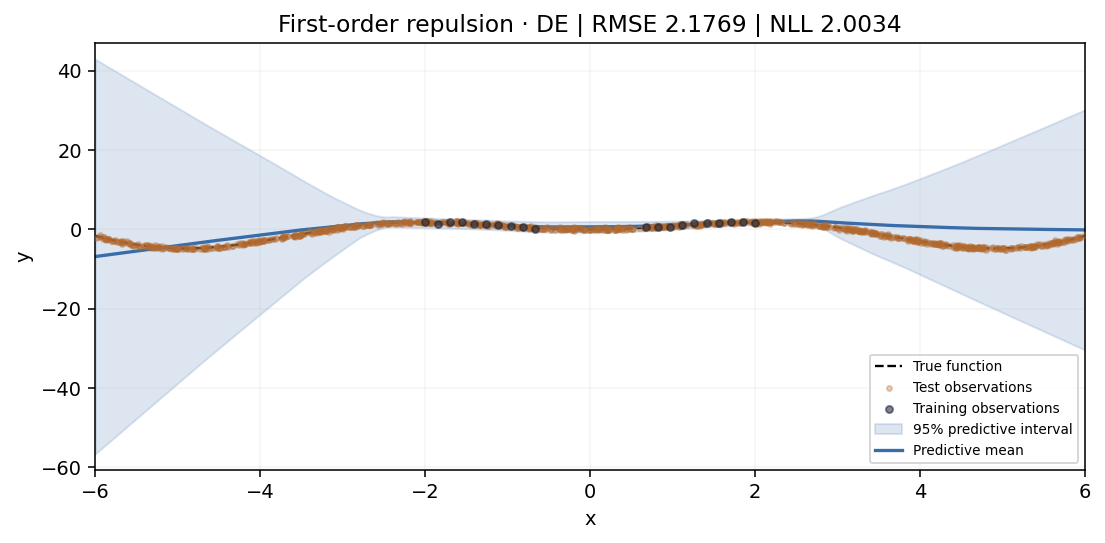 First-order repulsion · DE | RMSE 2.1769 | NLL 2.0034
40
20
0
−20
−40
−60
y
−6
−4
−2
0
2
4
6
x
True function
Test observations
Training observations
95% predictive interval
Predictive mean